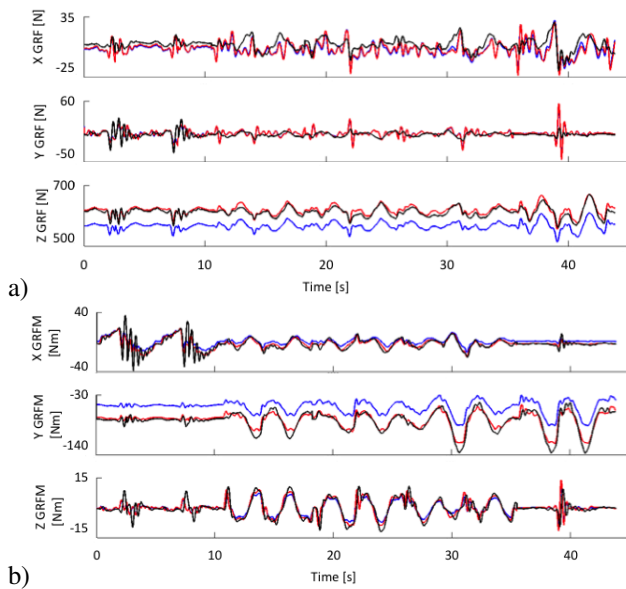 X GRF [N]
35
-25
Y GRF [N]
60
-50
Z GRF [N]
700
500
0
10
20
30
40
a)
Time [s]
X GRFM
[Nm]
40
-40
Y GRFM
[Nm]
-30
-140
Z GRFM
[Nm]
15
-15
0
10
20
30
40
b)
Time [s]